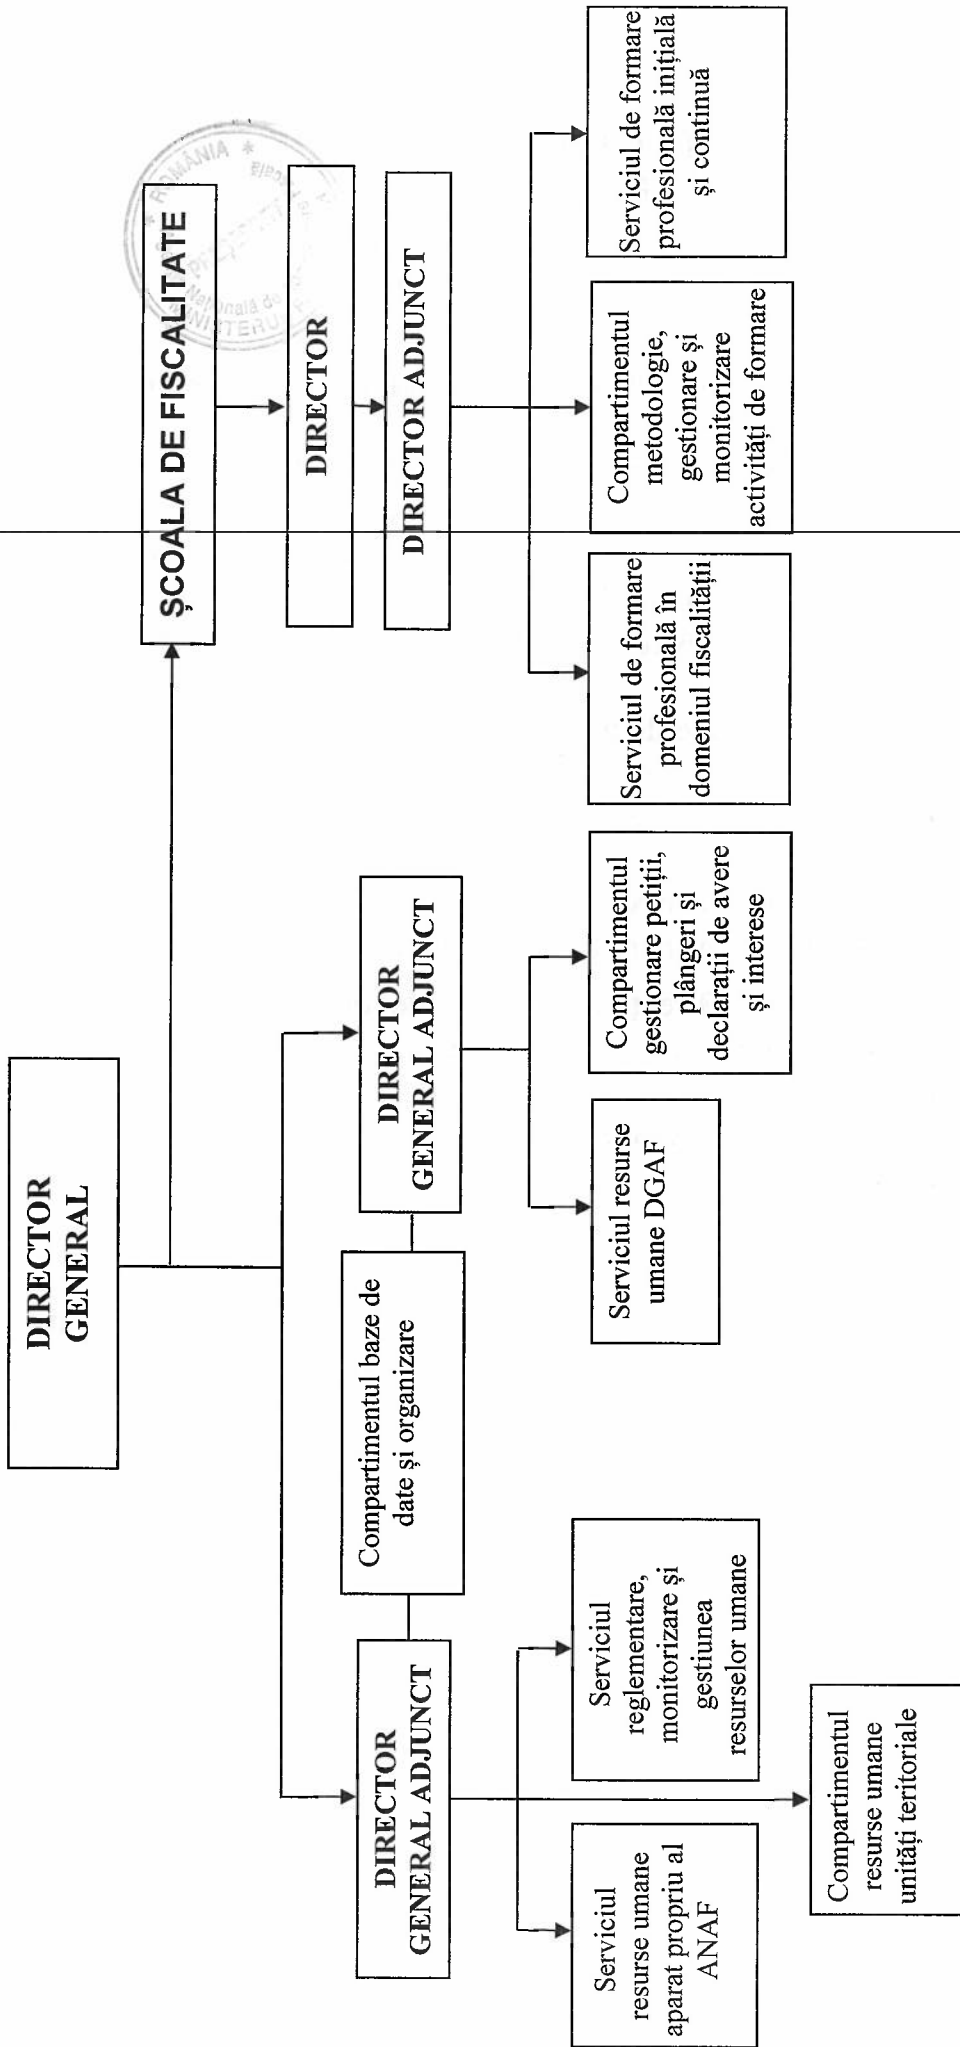 DIRECTOR
GENERAL
ȘCOALA DE FISCALITATE
DIRECTOR
DIRECTOR ADJUNCT
DIRECTOR
GENERAL ADJUNCT
Compartimentul baze de
date și organizare
DIRECTOR
GENERAL ADJUNCT
Serviciul
resurse umane
aparat propriu al
ANAF
Serviciul
reglementare,
monitorizare și
gestiunea
resurselor umane
Compartimentul
resurse umane
unități teritoriale
Serviciul resurse
umane DGAF
Compartimentul
gestionare petiții,
plângeri și
declarații de avere
și interese
Serviciul de formare
profesională în
domeniul fiscalității
Compartimentul
metodologie,
gestionare și
monitorizare
activități de formare
Serviciul de formare
profesională inițială
și continuă
* ROMÂNIA *
Națională de
MINISTERUL